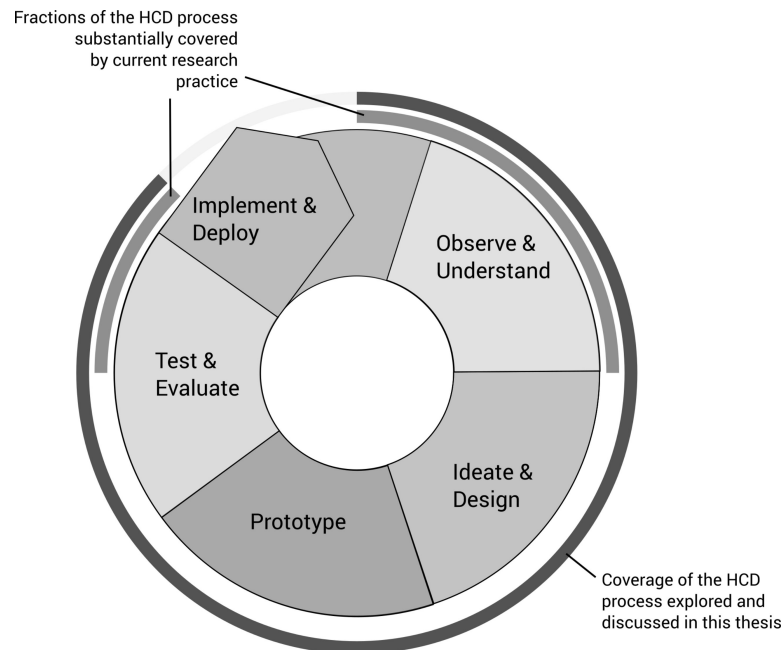 Fractions of the HCD process
substantially covered
by current research
practice
Implement &
Deploy
Observe &
Understand
Test &
Evaluate
Ideate &
Design
Prototype
Coverage of the HCD
process explored and
discussed in this thesis